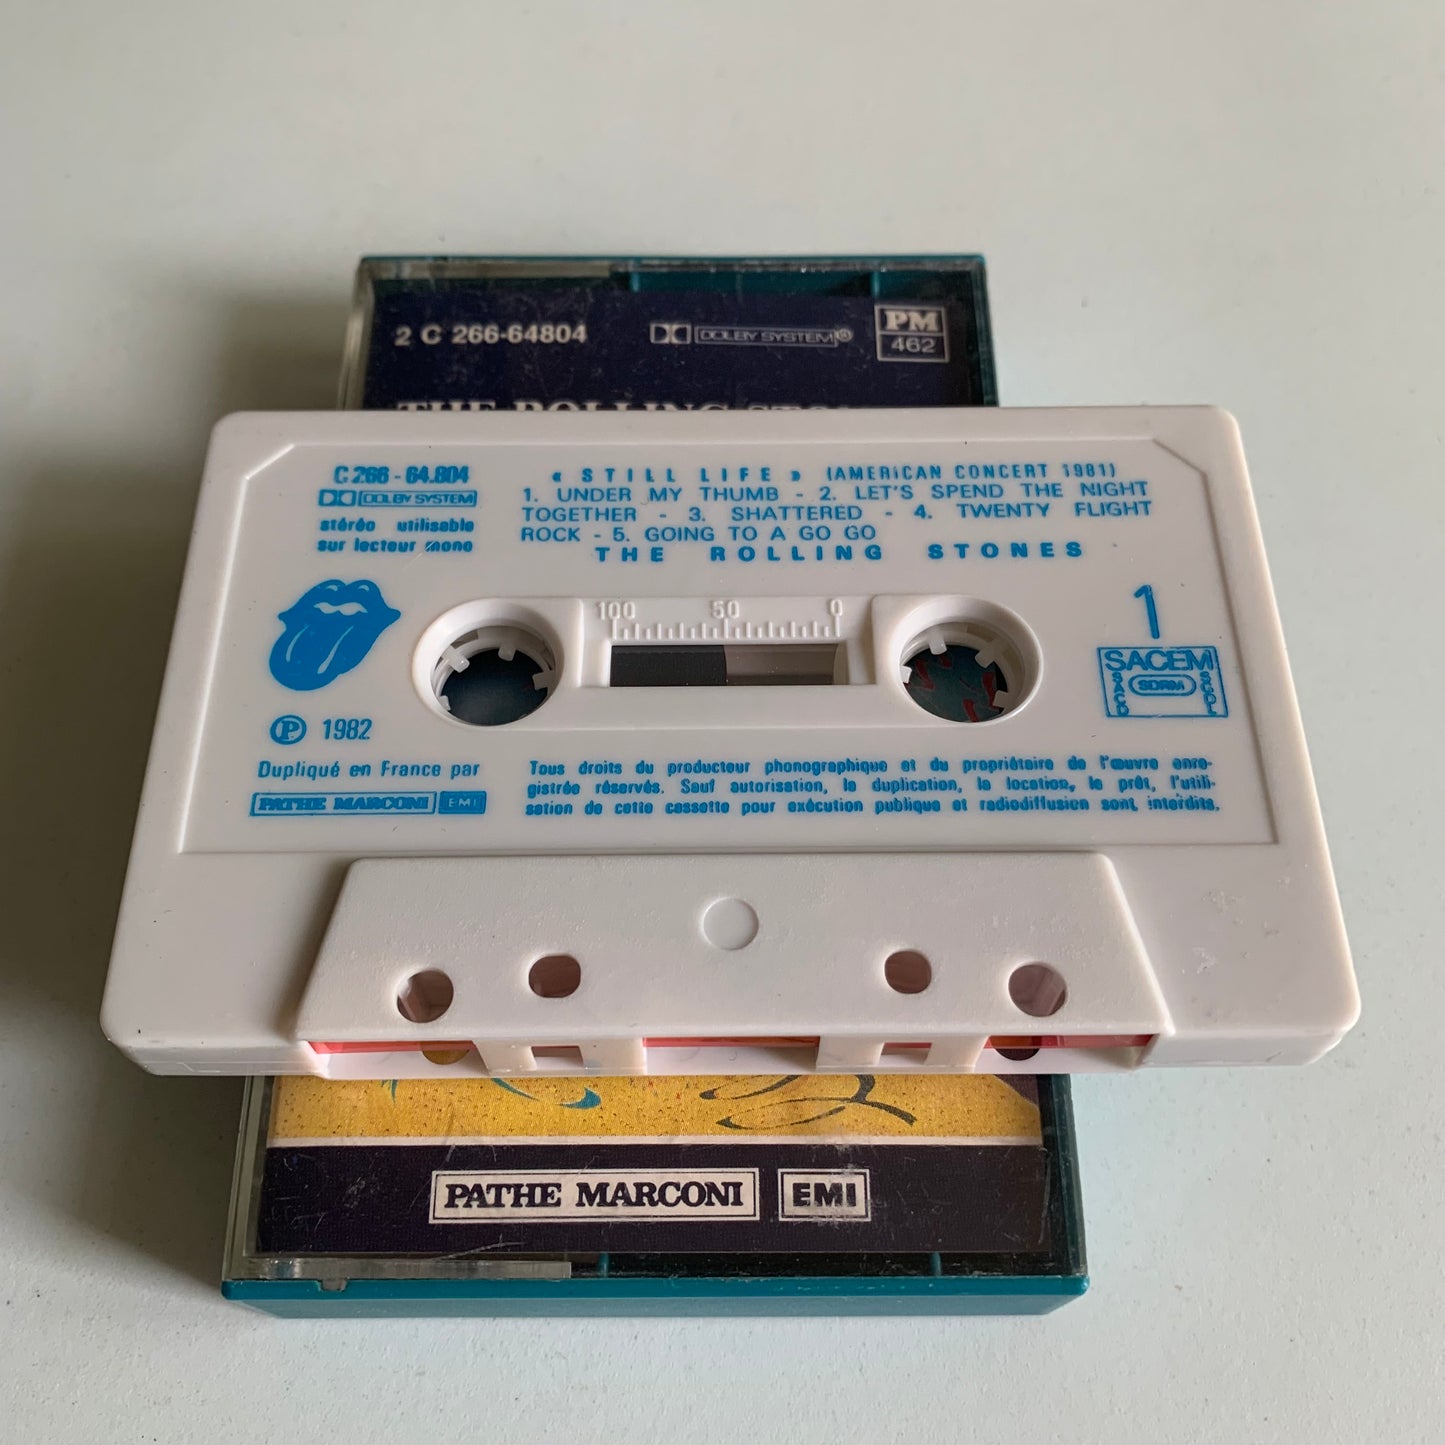 2 C 266-64804
DOLBY SYSTEM®
PM
462
THE ROLLING
C 266 - 64.804
DOLBY SYSTEM
stéréo utilisable
sur lecteur mono
« STILL LIFE » (AMERiCAN CONCERT 1981)
1. UNDER MY THUMB - 2. LET'S SPEND THE NIGHT
TOGETHER - 3. SHATTERED - 4. TWENTY FLIGHT
ROCK - 5. GOING TO A GO GO
THE ROLLING STONES
100 50 0
1
SACEM
SACD
SDRM
SGDL
Ⓟ 1982
Dupliqué en France par
PATHE MARCONI EMI
Tous droits du producteur phonographique et du propriétaire de l'œuvre enre-
gistrée réservés. Sauf autorisation, la duplication, la location, le prêt, l'utili-
sation de cette cassette pour exécution publique et radiodiffusion sont interdits.
PATHE MARCONI EMI